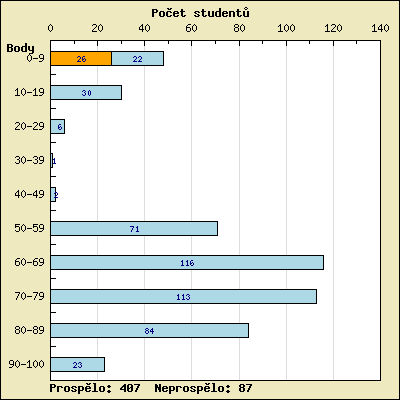 Počet studentů
0 20 40 60 80 100 120 140
Body
0-9 26 22
10-19 30
20-29 6
30-39 1
40-49 2
50-59 71
60-69 116
70-79 113
80-89 84
90-100 23
Prospělo: 407 Neprospělo: 87